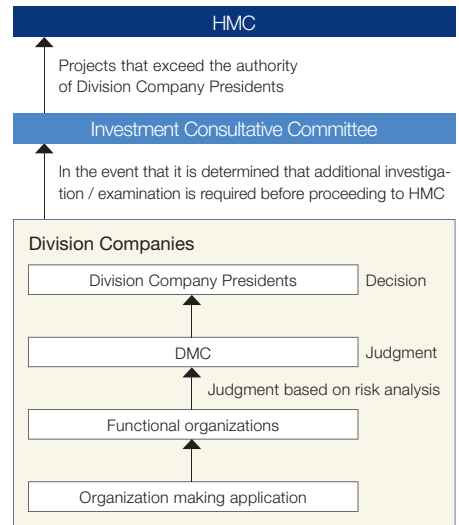 HMC
Projects that exceed the authority
of Division Company Presidents
Investment Consultative Committee
In the event that it is determined that additional investiga-
tion / examination is required before proceeding to HMC
Division Companies
Division Company Presidents
Decision
DMC
Judgment
Judgment based on risk analysis
Functional organizations
Organization making application